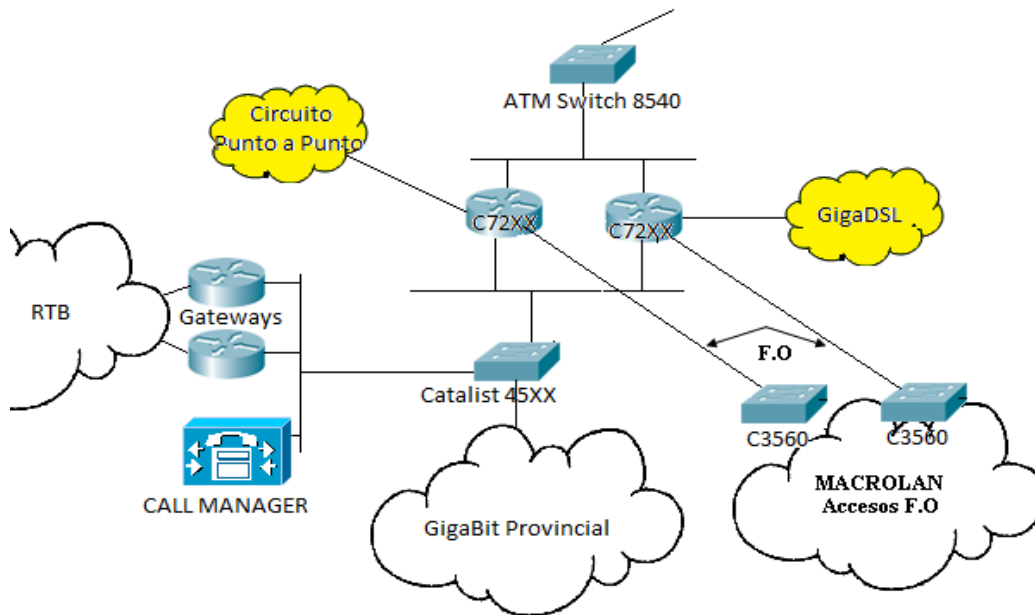 ATM Switch 8540
Circuito
Punto a Punto
C72XX
C72XX
GigaDSL
RTB
Gateways
F.O
Catalist 45XX
C3560
C3560
CALL MANAGER
MACROLAN
Accesos F.O
GigaBit Provincial